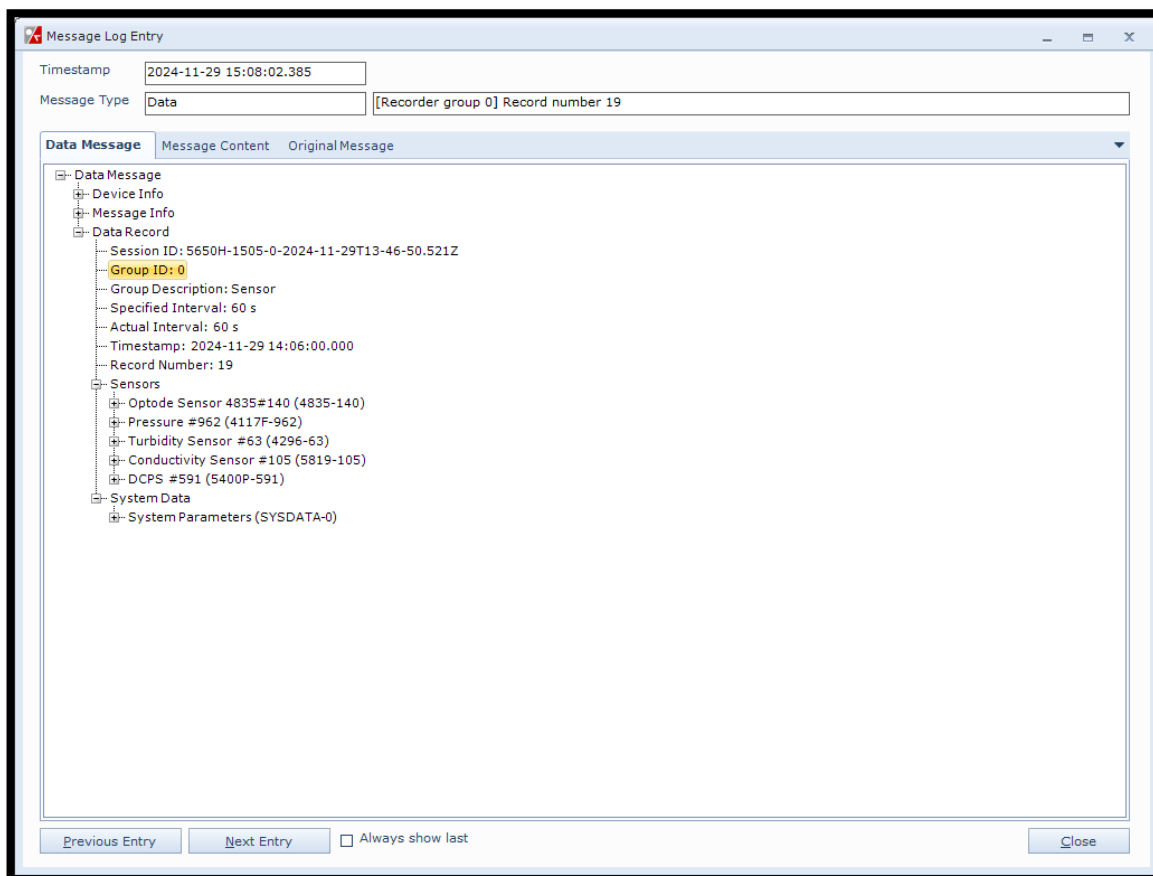 Message Log Entry
Timestamp 2024-11-29 15:08:02.385
Message Type Data [Recorder group 0] Record number 19
Data Message Message Content Original Message
Data Message
Device Info
Message Info
Data Record
Session ID: 5650H-1505-0-2024-11-29T13-46-50.521Z
Group ID: 0
Group Description: Sensor
Specified Interval: 60 s
Actual Interval: 60 s
Timestamp: 2024-11-29 14:06:00.000
Record Number: 19
Sensors
Optode Sensor 4835#140 (4835-140)
Pressure #962 (4117F-962)
Turbidity Sensor #63 (4296-63)
Conductivity Sensor #105 (5819-105)
DCPS #591 (5400P-591)
System Data
System Parameters (SYSDATA-0)
Previous Entry Next Entry Always show last Close